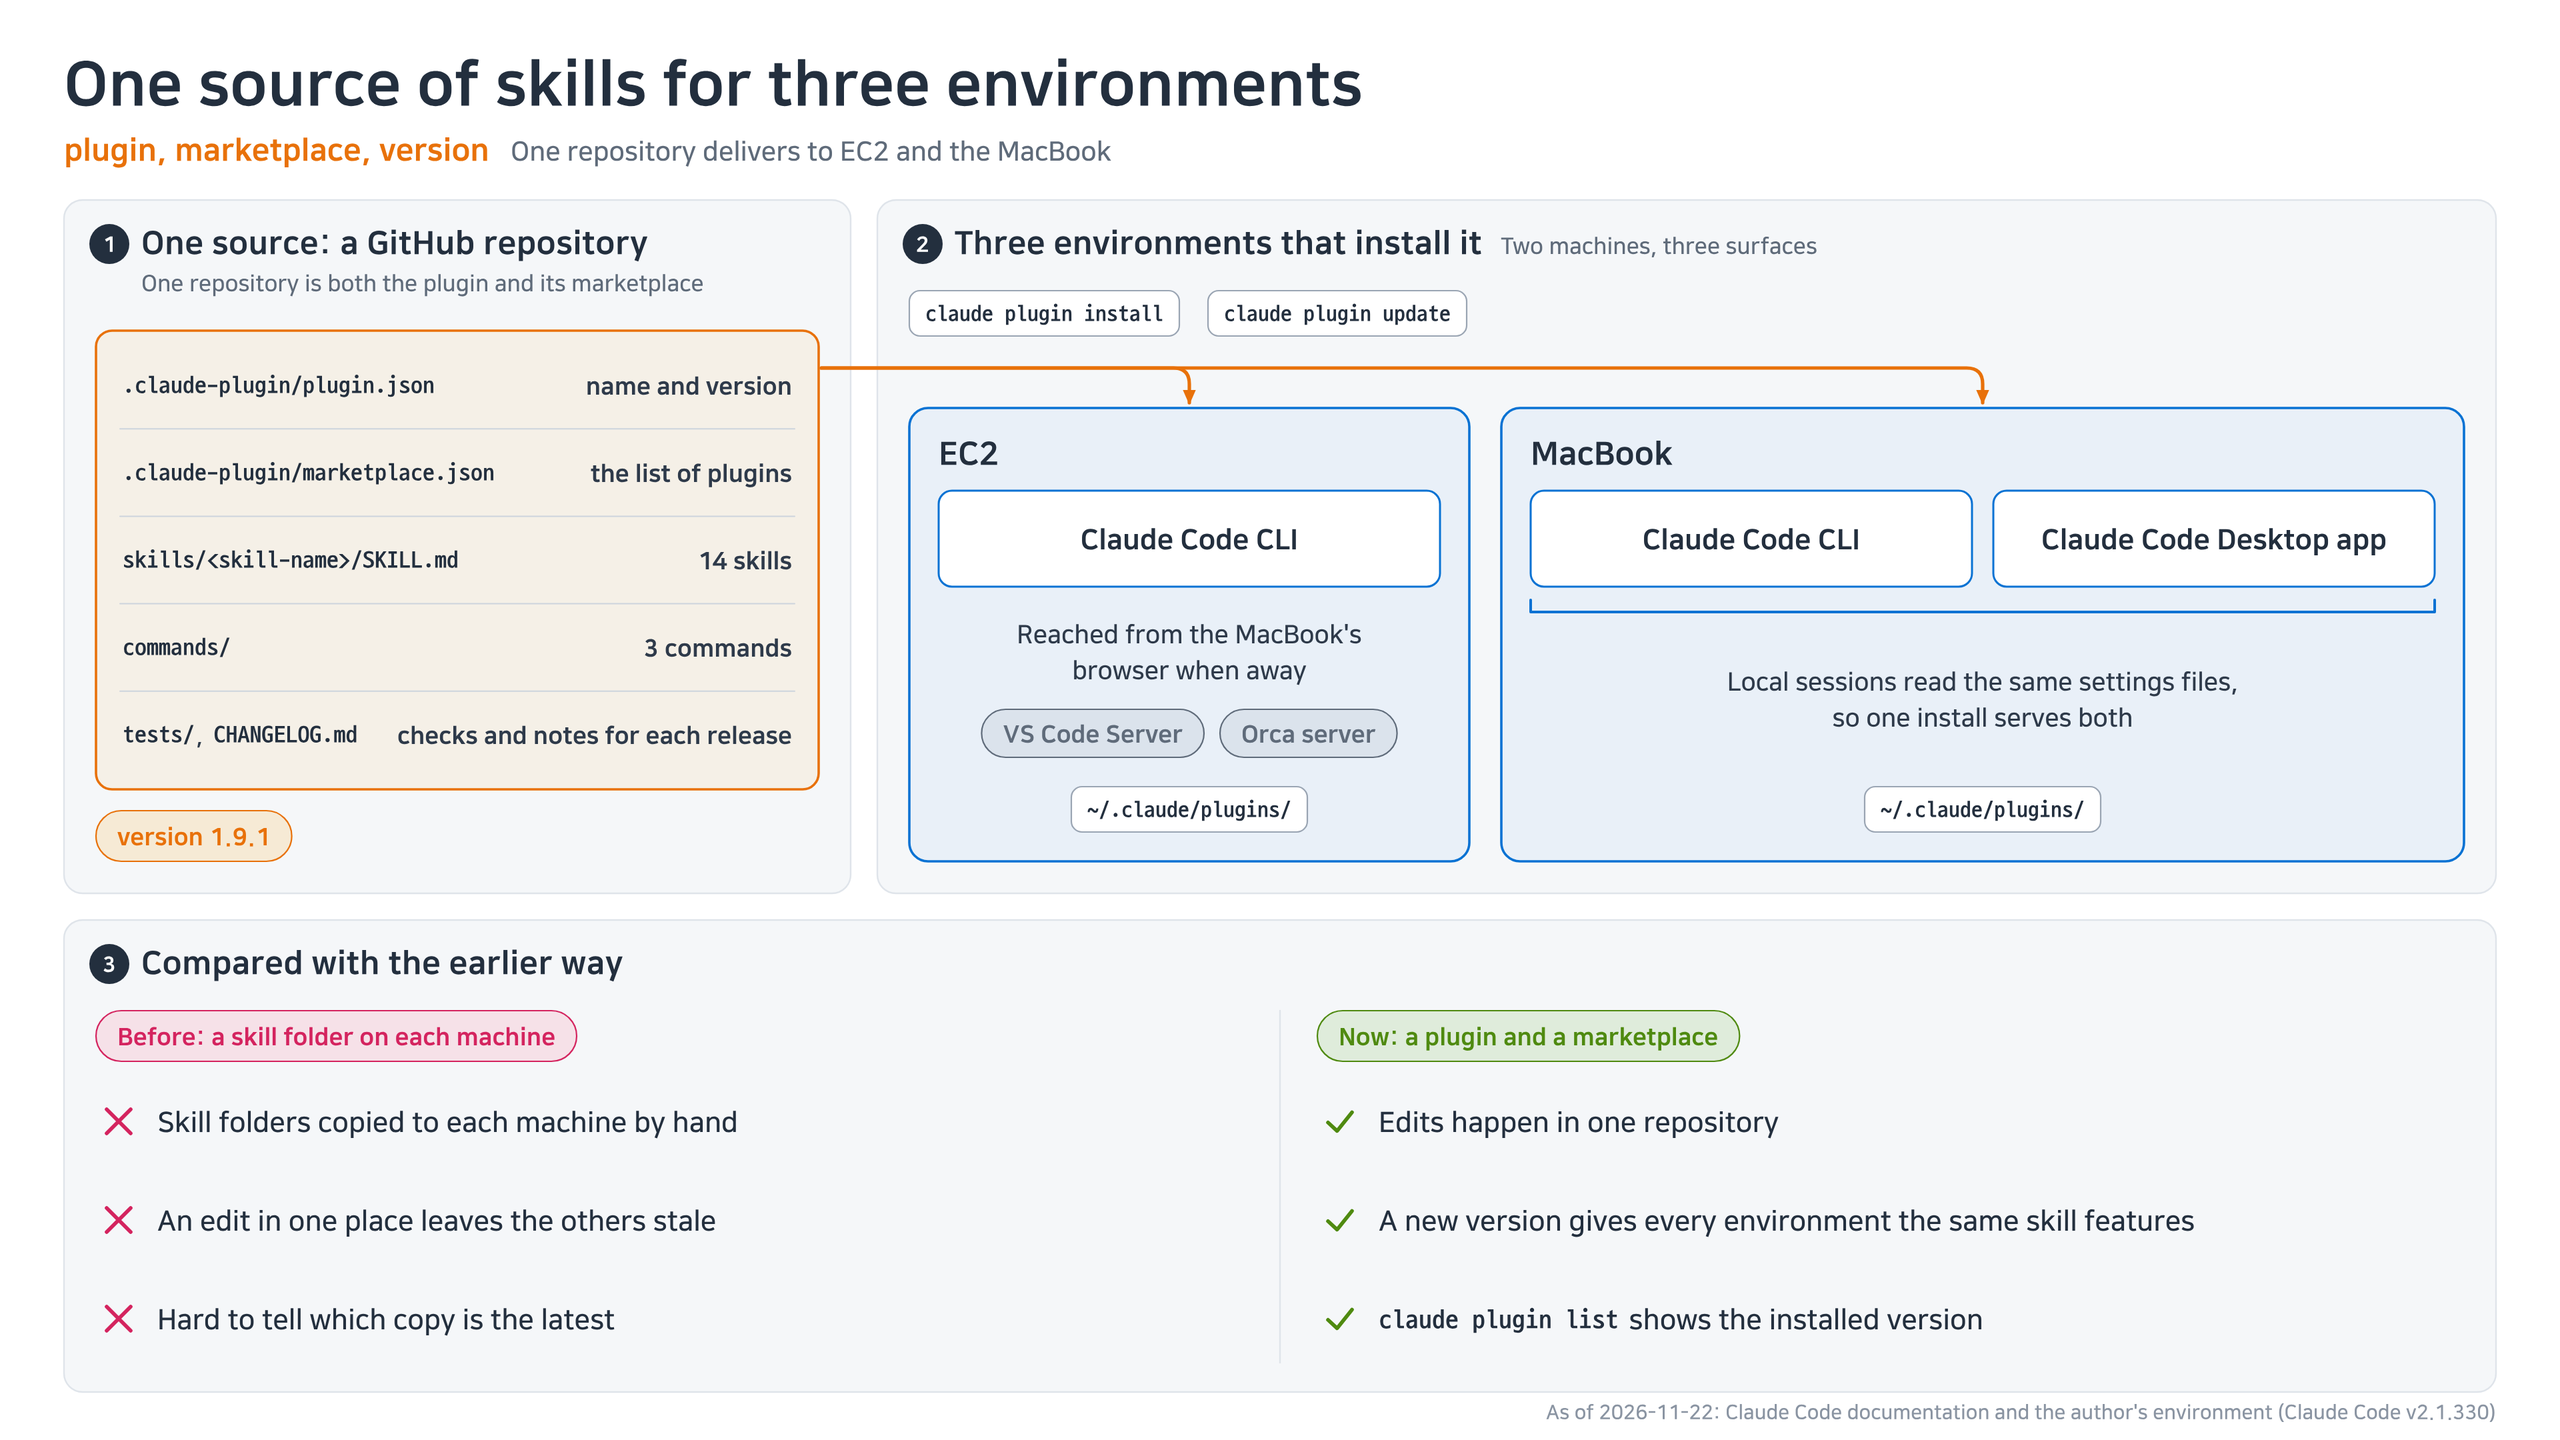 One source of skills for three environments
plugin, marketplace, version One repository delivers to EC2 and the MacBook
1 One source: a GitHub repository
One repository is both the plugin and its marketplace
.claude-plugin/plugin.json name and version
.claude-plugin/marketplace.json the list of plugins
skills/<skill-name>/SKILL.md 14 skills
commands/ 3 commands
tests/, CHANGELOG.md checks and notes for each release
version 1.9.1
2 Three environments that install it Two machines, three surfaces
claude plugin install claude plugin update
EC2
Claude Code CLI
Reached from the MacBook's
browser when away
VS Code Server Orca server
~/.claude/plugins/
MacBook
Claude Code CLI Claude Code Desktop app
Local sessions read the same settings files,
so one install serves both
~/.claude/plugins/
3 Compared with the earlier way
Before: a skill folder on each machine
Skill folders copied to each machine by hand
An edit in one place leaves the others stale
Hard to tell which copy is the latest
Now: a plugin and a marketplace
Edits happen in one repository
A new version gives every environment the same skill features
claude plugin list shows the installed version
As of 2026-11-22: Claude Code documentation and the author's environment (Claude Code v2.1.330)